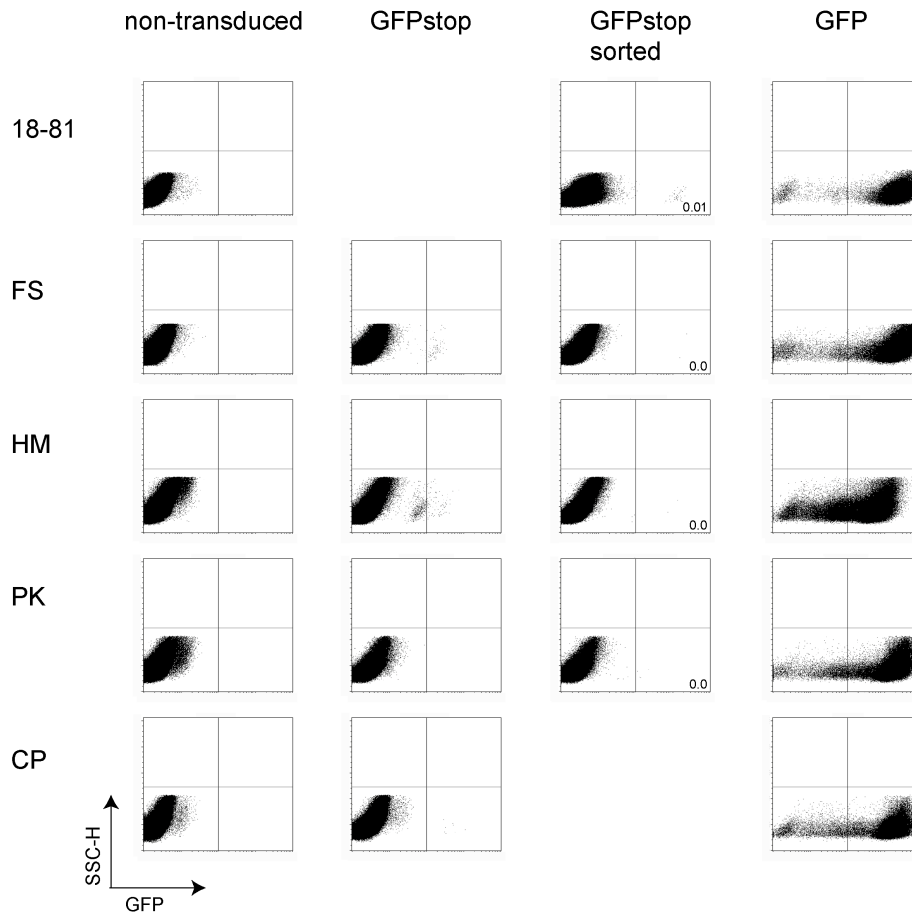 non-transduced GFPstop GFPstop sorted GFP
18-81
0.01
FS
0.0
HM
0.0
PK
0.0
CP
SSC-H
GFP